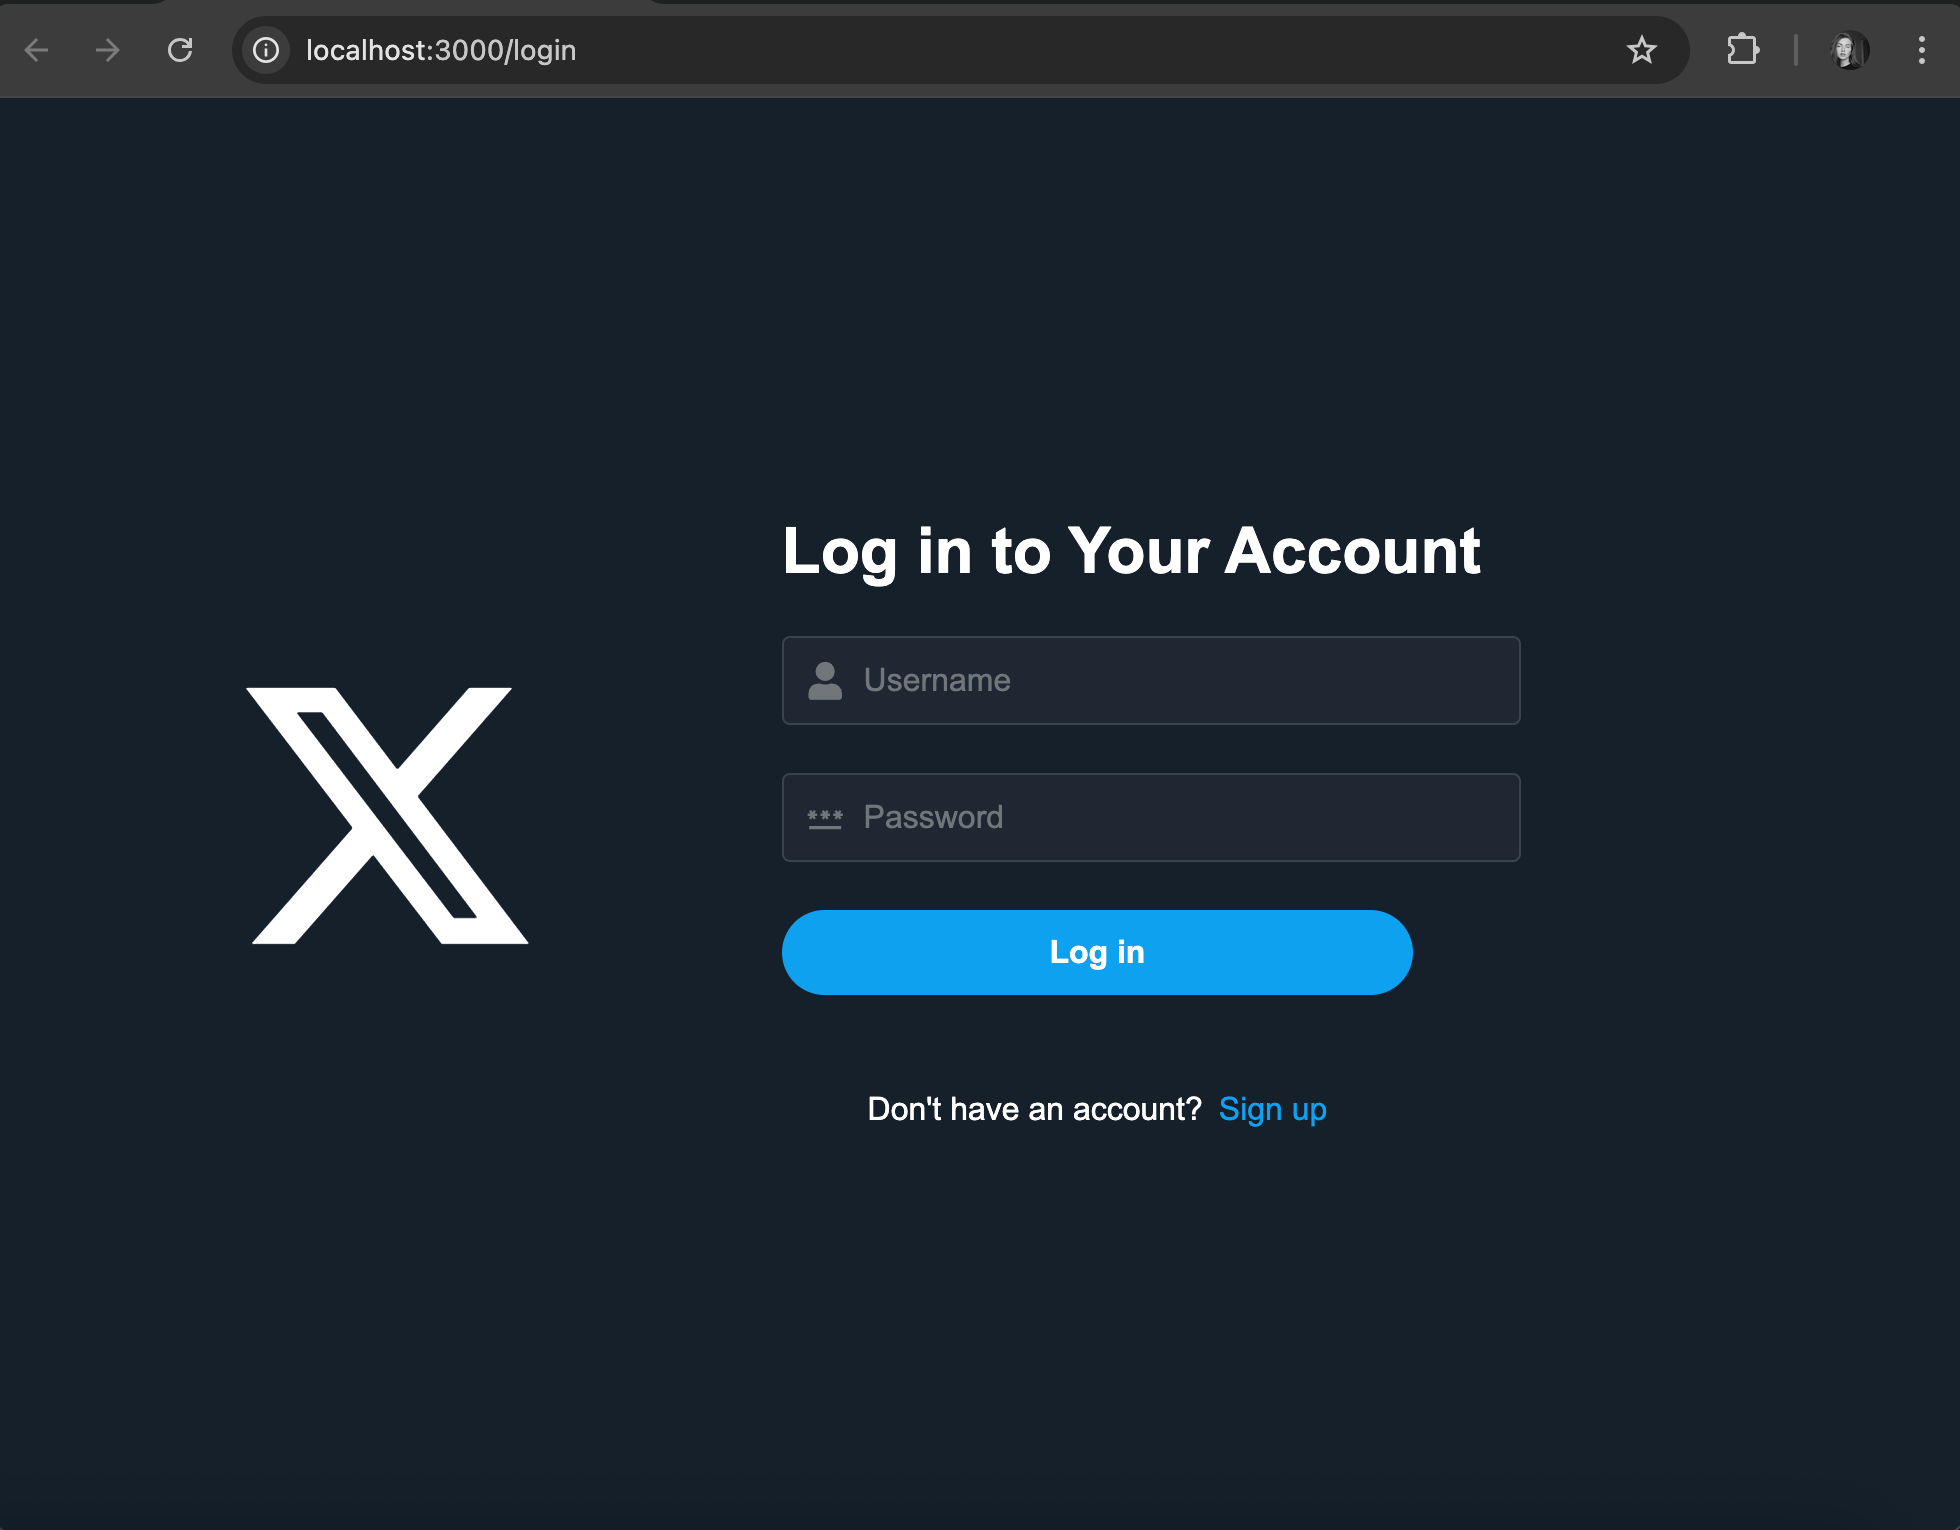 localhost:3000/login
Log in to Your Account
Username
*** Password
Log in
Don't have an account? Sign up